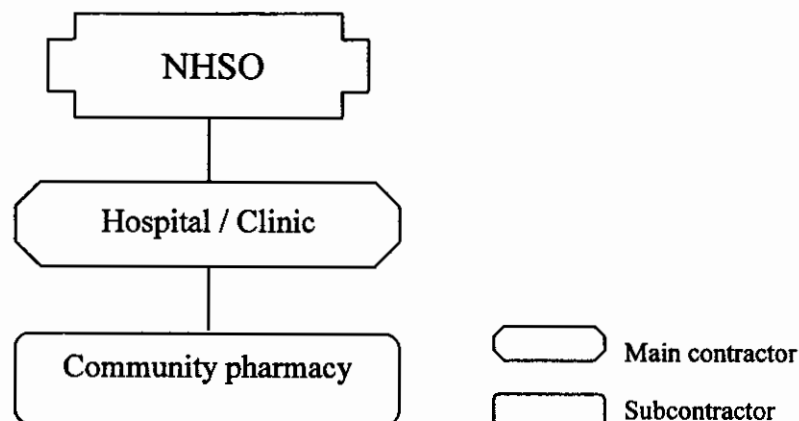 NHSO
Hospital / Clinic
Community pharmacy
Main contractor
Subcontractor